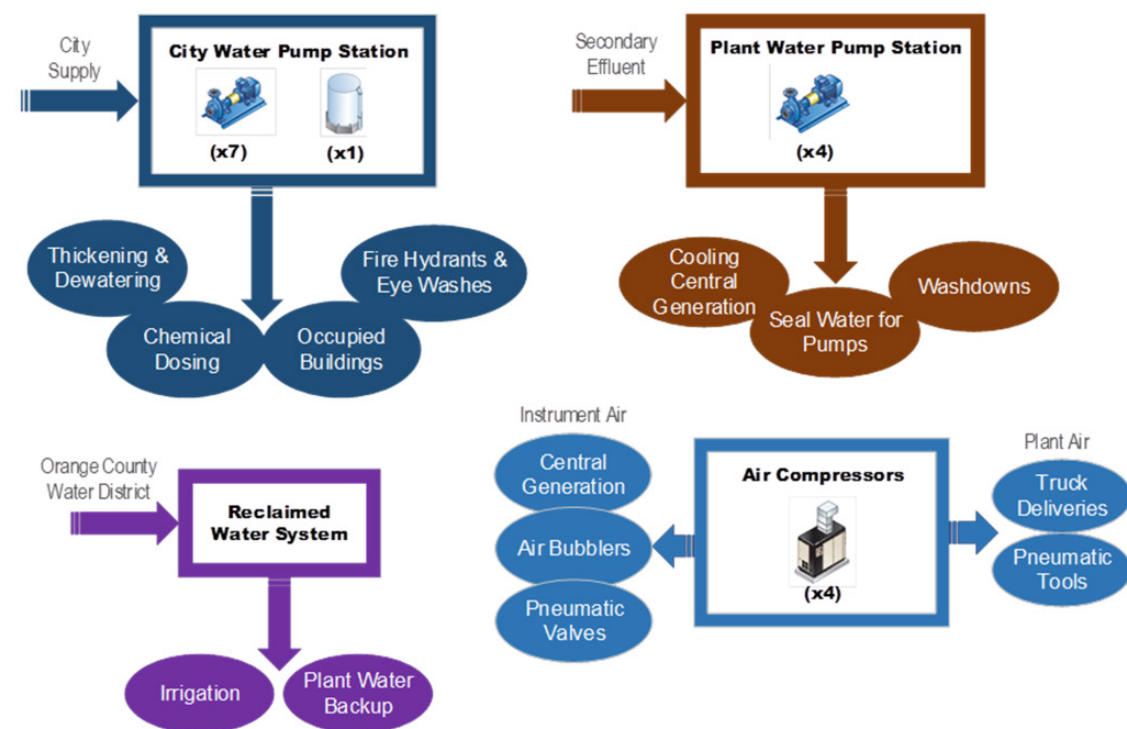 City
Supply
City Water Pump Station
(x7)
(x1)
Thickening &
Dewatering
Chemical
Dosing
Occupied
Buildings
Fire Hydrants &
Eye Washes
Secondary
Effluent
Plant Water Pump Station
(x4)
Cooling
Central
Generation
Seal Water for
Pumps
Washdowns
Orange County
Water District
Reclaimed
Water System
Irrigation
Plant Water
Backup
Instrument Air
Central
Generation
Air Bubblers
Pneumatic
Valves
Air Compressors
(x4)
Plant Air
Truck
Deliveries
Pneumatic
Tools